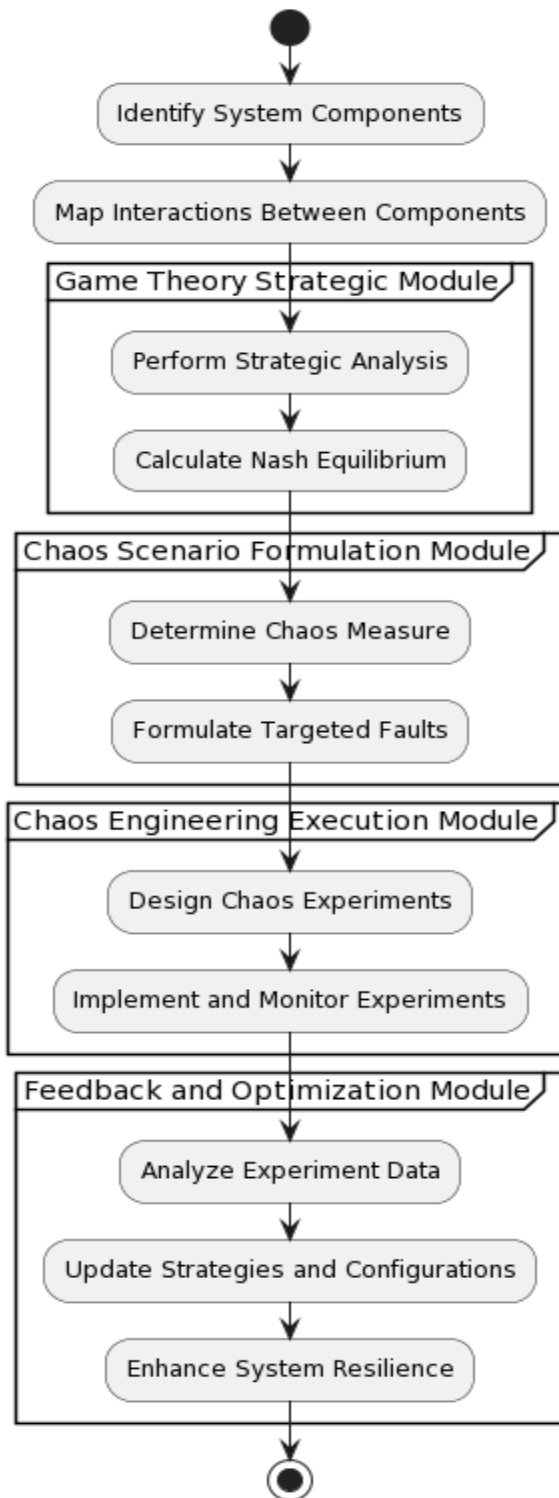 Identify System Components
Map Interactions Between Components
Game Theory Strategic Module
Perform Strategic Analysis
Calculate Nash Equilibrium
Chaos Scenario Formulation Module
Determine Chaos Measure
Formulate Targeted Faults
Chaos Engineering Execution Module
Design Chaos Experiments
Implement and Monitor Experiments
Feedback and Optimization Module
Analyze Experiment Data
Update Strategies and Configurations
Enhance System Resilience